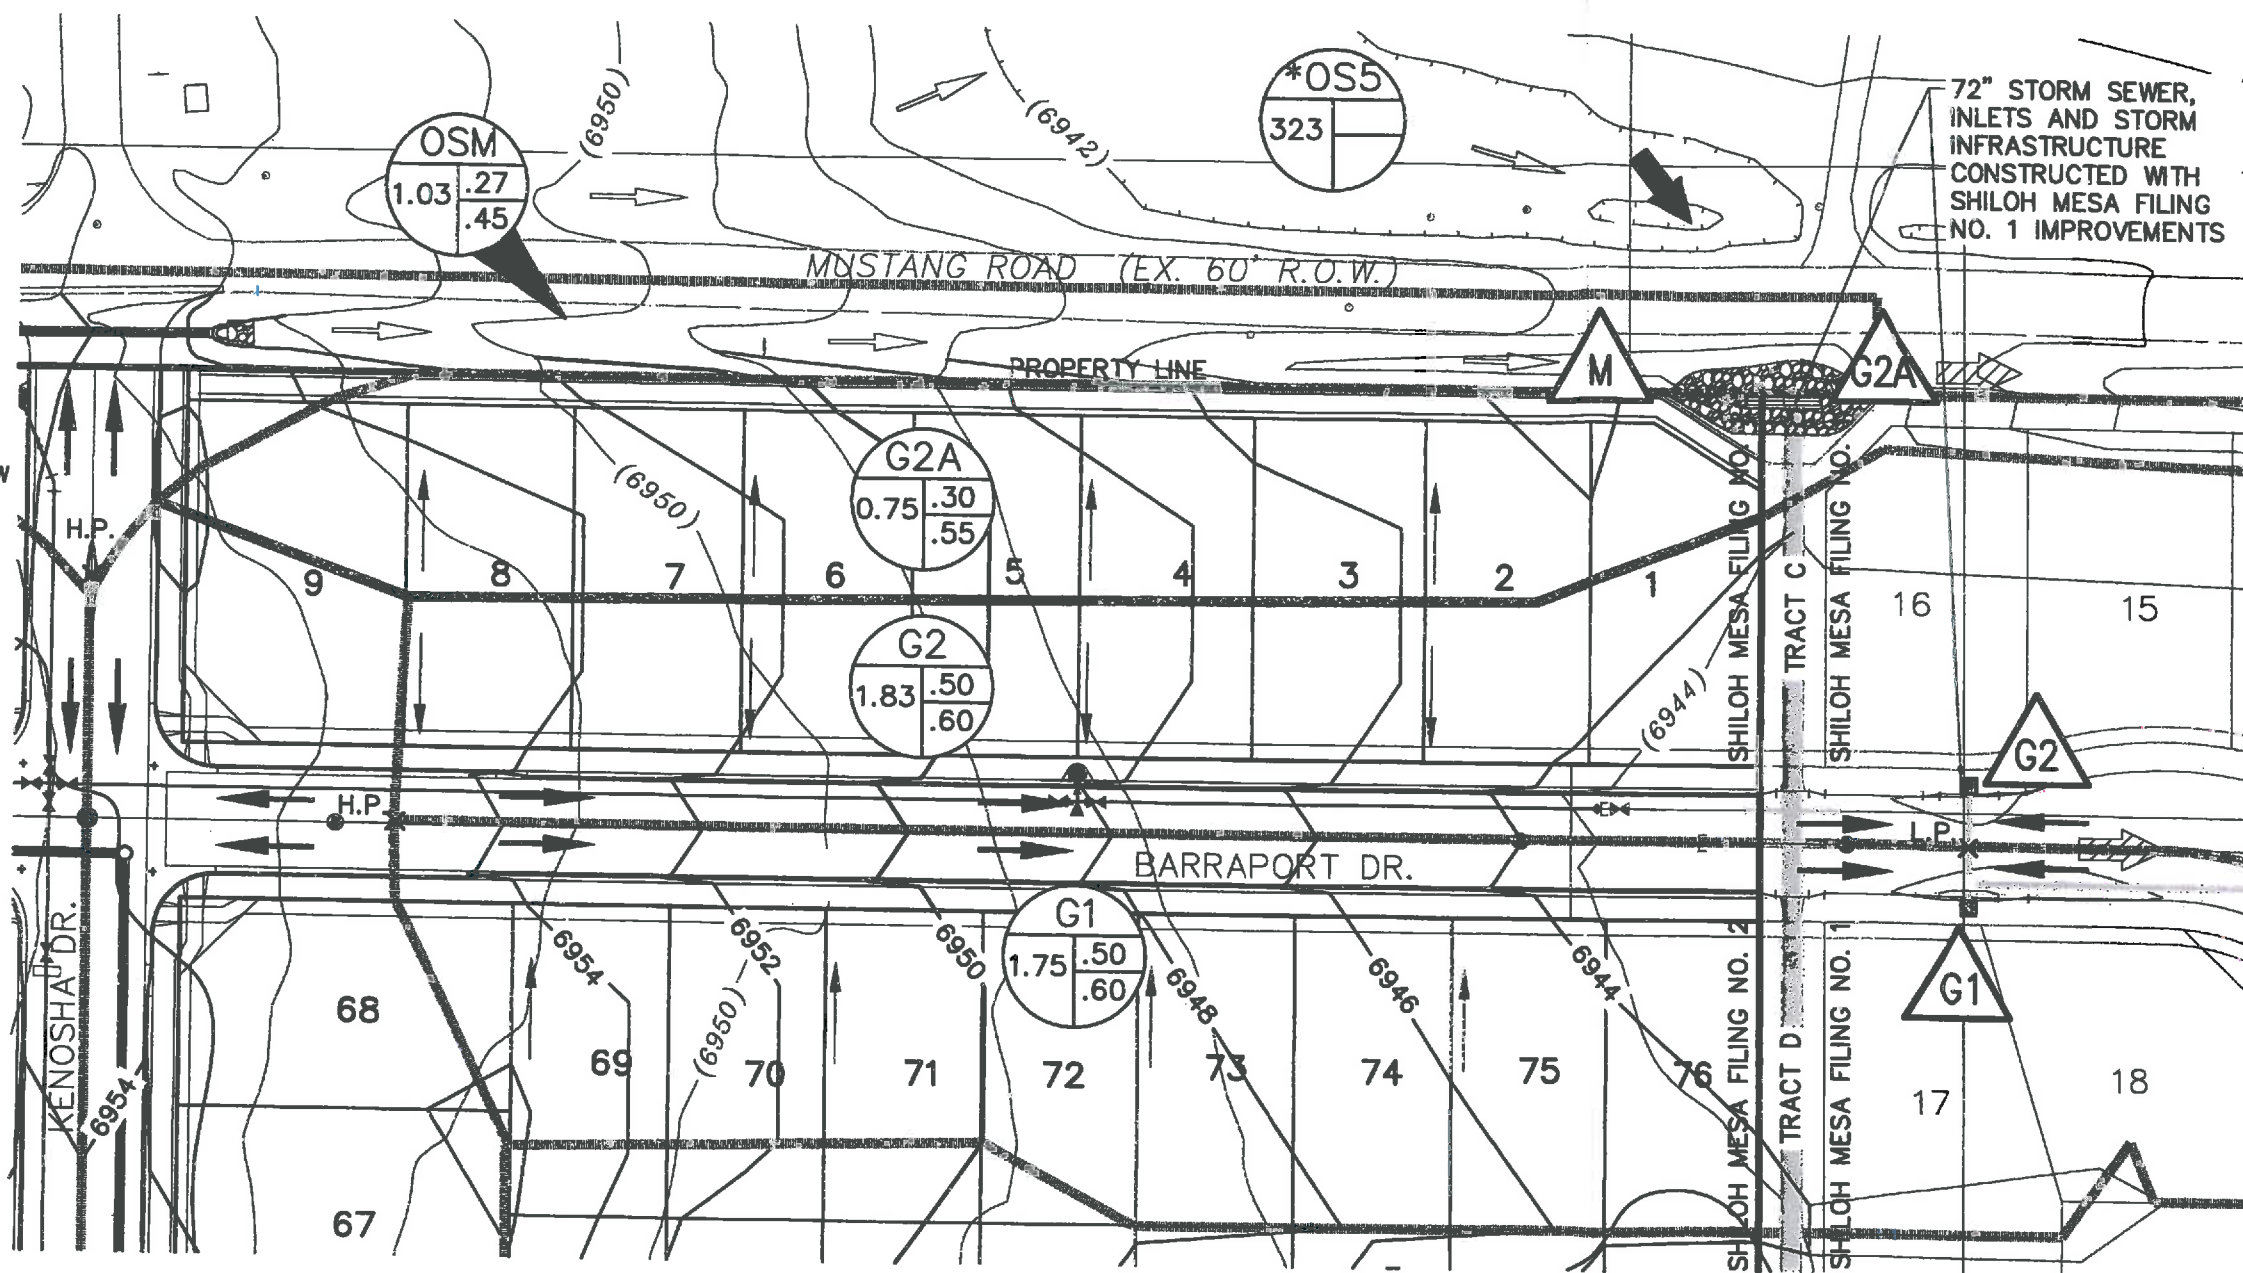 *OS5
323
72" STORM SEWER,
INLETS AND STORM
INFRASTRUCTURE
CONSTRUCTED WITH
SHILOH MESA FILING
NO. 1 IMPROVEMENTS
(6950)
(6942)
OSM
1.03
.27
.45
MUSTANG ROAD (EX. 60' R.O.W.)
PROPERTY LINE
M
G2A
G2A
0.75
.30
.55
(6950)
H.P.
9
8
7
6
5
4
3
2
1
16
15
SHILOH MESA FILING NO.
TRACT C
SHILOH MESA FILING NO.
G2
1.83
.50
.60
(6944)
G2
H.P.
L.P.
BARRAPORT DR.
E
E
KENOSHA DR.
6954
6954
6952
6950
(6950)
G1
1.75
.50
.60
6948
6946
6944
G1
68
69
70
71
72
73
74
75
76
SHILOH MESA FILING NO. 2
TRACT D
SHILOH MESA FILING NO. 1
17
18
67